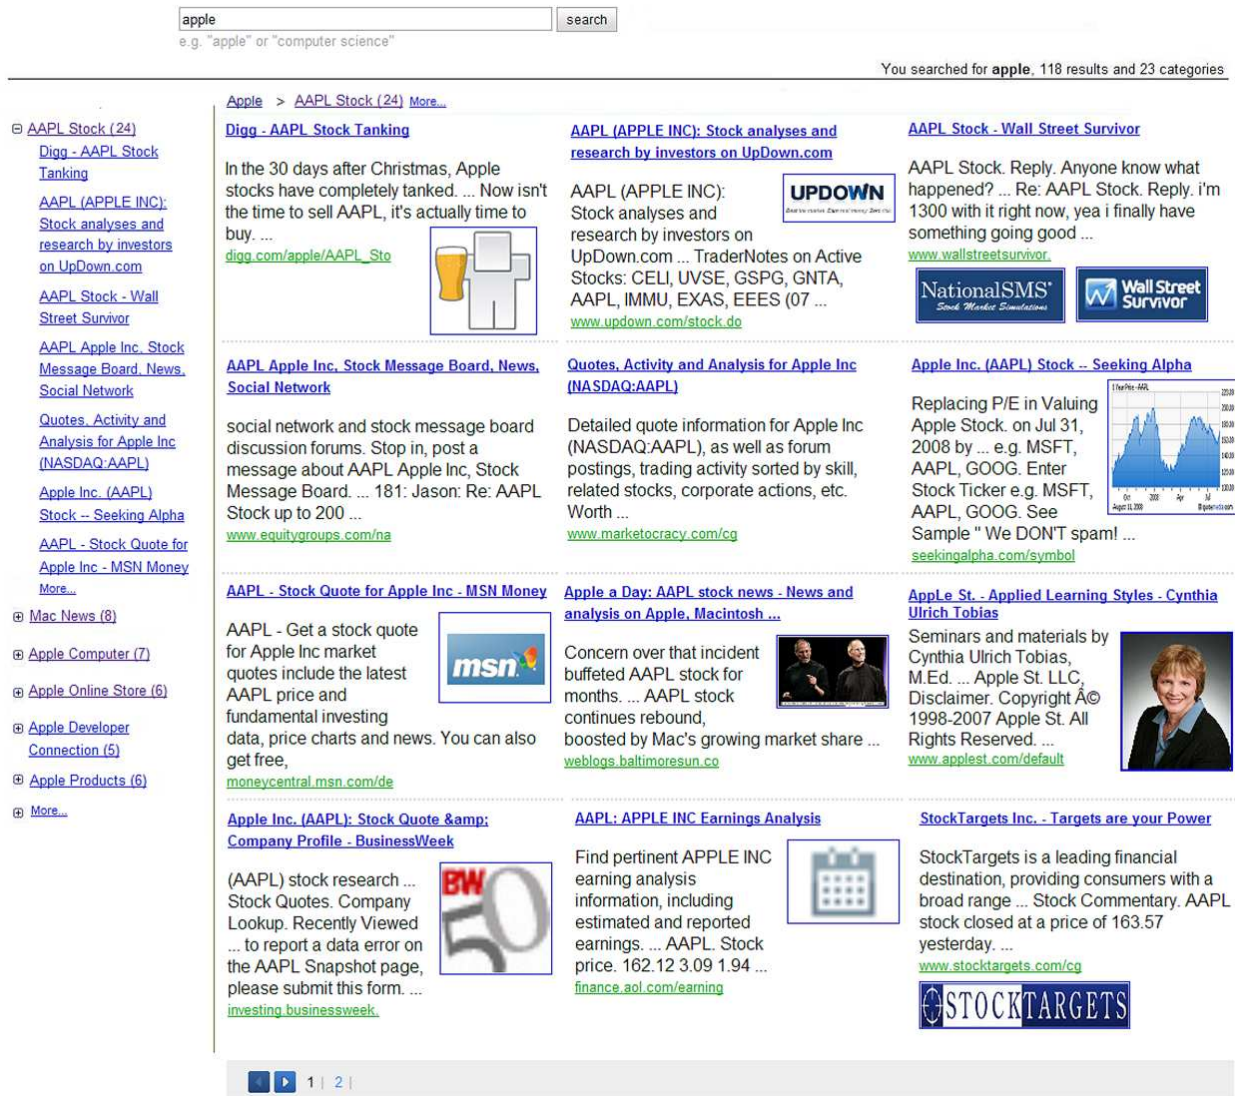 apple
search
e.g. "apple" or "computer science"
You searched for apple, 118 results and 23 categories
AAPL Stock (24)
Digg - AAPL Stock
Tanking
AAPL (APPLE INC):
Stock analyses and
research by investors
on UpDown.com
AAPL Stock - Wall
Street Survivor
AAPL Apple Inc, Stock
Message Board, News,
Social Network
Quotes, Activity and
Analysis for Apple Inc
(NASDAQ:AAPL)
Apple Inc. (AAPL)
Stock -- Seeking Alpha
AAPL - Stock Quote for
Apple Inc - MSN Money
More...
Mac News (8)
Apple Computer (7)
Apple Online Store (6)
Apple Developer
Connection (5)
Apple Products (6)
More...
Apple > AAPL Stock (24) More...
Digg - AAPL Stock Tanking
In the 30 days after Christmas, Apple
stocks have completely tanked. ... Now isn't
the time to sell AAPL, it's actually time to
buy. ...
digg.com/apple/AAPL_Sto
AAPL (APPLE INC): Stock analyses and
research by investors on UpDown.com
AAPL (APPLE INC):
Stock analyses and
research by investors on
UpDown.com ... TraderNotes on Active
Stocks: CELI, UVSE, GSPG, GNTA,
AAPL, IMMU, EXAS, EEES (07 ...
www.updown.com/stock.do
UPDOWN
AAPL Stock - Wall Street Survivor
AAPL Stock. Reply. Anyone know what
happened? ... Re: AAPL Stock. Reply. i'm
1300 with it right now, yea i finally have
something going good ...
www.wallstreetsurvivor.
NationalSMS
Stock Market Simulations
Wall Street
Survivor
AAPL Apple Inc, Stock Message Board, News,
Social Network
social network and stock message board
discussion forums. Stop in, post a
message about AAPL Apple Inc, Stock
Message Board. ... 181: Jason: Re: AAPL
Stock up to 200 ...
www.equitygroups.com/na
Quotes, Activity and Analysis for Apple Inc
(NASDAQ:AAPL)
Detailed quote information for Apple Inc
(NASDAQ:AAPL), as well as forum
postings, trading activity sorted by skill,
related stocks, corporate actions, etc.
Worth ...
www.marketocracy.com/cg
Apple Inc. (AAPL) Stock -- Seeking Alpha
Replacing P/E in Valuing
Apple Stock. on Jul 31,
2008 by ... e.g. MSFT,
AAPL, GOOG. Enter
Stock Ticker e.g. MSFT,
AAPL, GOOG. See
Sample " We DON'T spam! ...
seekingalpha.com/symbol
1 Year Price - AAPL
Oct 2008 Apr Jul
August 11, 2008
AAPL - Stock Quote for Apple Inc - MSN Money
AAPL - Get a stock quote
for Apple Inc market
quotes include the latest
AAPL price and
fundamental investing
data, price charts and news. You can also
get free,
moneycentral.msn.com/de
msn
Apple a Day: AAPL stock news - News and
analysis on Apple, Macintosh ...
Concern over that incident
buffeted AAPL stock for
months. ... AAPL stock
continues rebound,
boosted by Mac's growing market share ...
weblogs.baltimoresun.co
AppLe St. - Applied Learning Styles - Cynthia
Ulrich Tobias
Seminars and materials by
Cynthia Ulrich Tobias,
M.Ed. ... Apple St. LLC,
Disclaimer. Copyright Â©
1998-2007 Apple St. All
Rights Reserved. ...
www.applest.com/default
Apple Inc. (AAPL): Stock Quote &amp;
Company Profile - BusinessWeek
(AAPL) stock research ...
Stock Quotes. Company
Lookup. Recently Viewed
... to report a data error on
the AAPL Snapshot page,
please submit this form. ...
investing.businessweek.
BW
50
AAPL: APPLE INC Earnings Analysis
Find pertinent APPLE INC
earning analysis
information, including
estimated and reported
earnings. ... AAPL. Stock
price. 162.12 3.09 1.94 ...
finance.aol.com/earning
StockTargets Inc. - Targets are your Power
StockTargets is a leading financial
destination, providing consumers with a
broad range ... Stock Commentary. AAPL
stock closed at a price of 163.57
yesterday. ...
www.stocktargets.com/cg
STOCKTARGETS
1 | 2 |